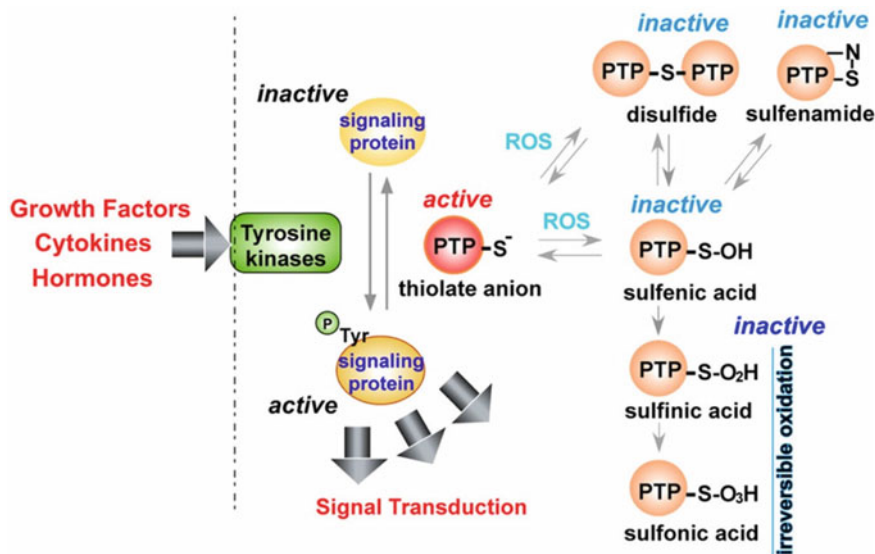 Growth Factors
Cytokines
Hormones
Tyrosine
kinases
inactive
signaling
protein
P
Tyr
signaling
protein
active
Signal Transduction
active
PTP-S-
thiolate anion
ROS
ROS
inactive
PTP-S-PTP
disulfide
inactive
PTP
N
S
sulfenamide
inactive
PTP-S-OH
sulfenic acid
inactive
PTP-S-O₂H
sulfinic acid
PTP-S-O₃H
sulfonic acid
irreversible oxidation